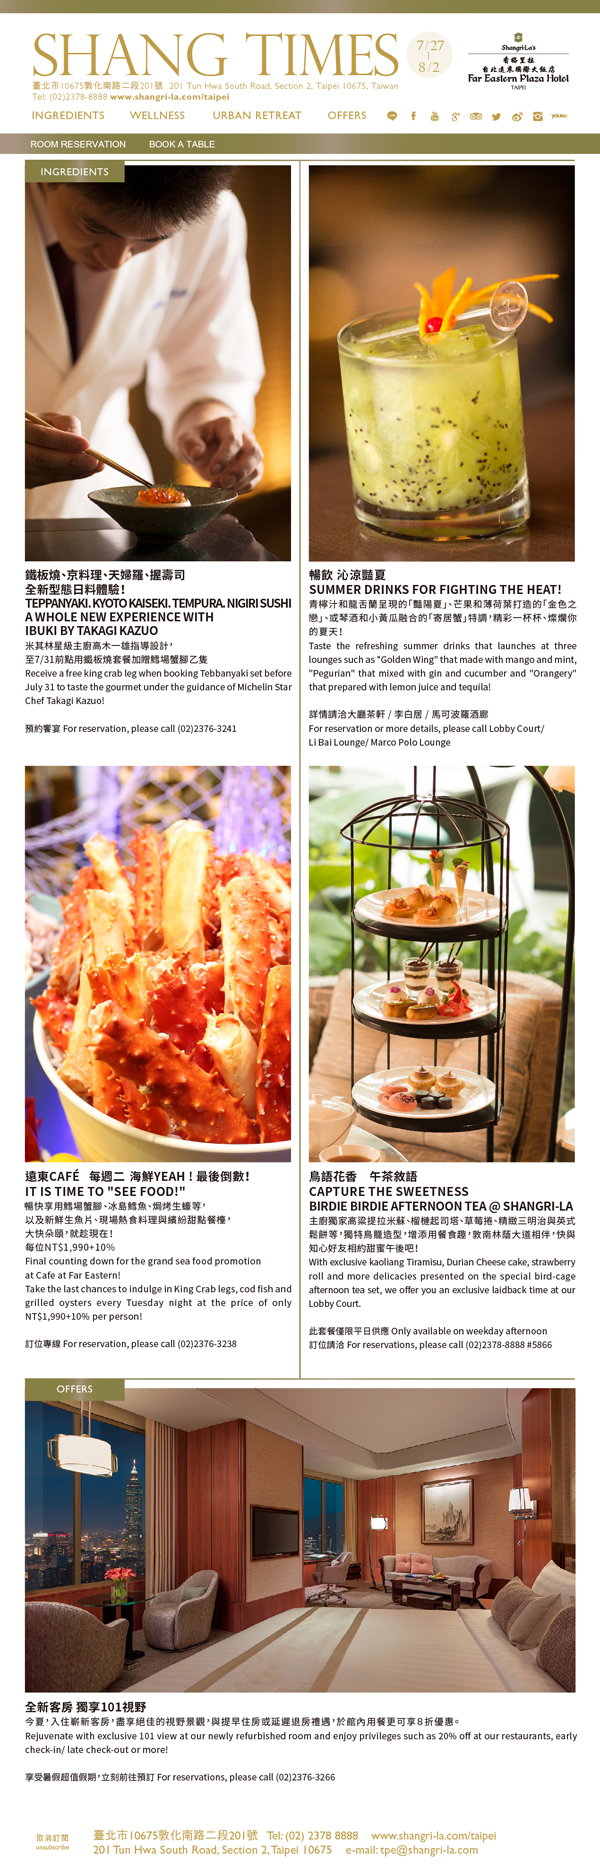 SHANG TIMES
7/27
8/2
Shangri-La's
香格里拉
台北遠東國際大飯店
Far Eastern Plaza Hotel
TAIPEI
臺北市10675敦化南路二段201號 201 Tun Hwa South Road, Section 2, Taipei 10675, Taiwan
Tel: (02)2378-8888 www.shangri-la.com/taipei
INGREDIENTS WELLNESS URBAN RETREAT OFFERS
ROOM RESERVATION BOOK A TABLE
INGREDIENTS
鐵板燒、京料理、天婦羅、握壽司
全新型態日料體驗!
TEPPANYAKI. KYOTO KAISEKI. TEMPURA. NIGIRI SUSHI
A WHOLE NEW EXPERIENCE WITH
IBUKI BY TAKAGI KAZUO
米其林星級主廚高木一雄指導設計,
至7/31前點用鐵板燒套餐加贈鱈場蟹腳乙隻
Receive a free king crab leg when booking Tebbanyaki set before
July 31 to taste the gourmet under the guidance of Michelin Star
Chef Takagi Kazuo!
預約饗宴 For reservation, please call (02)2376-3241
暢飲 沁涼豔夏
SUMMER DRINKS FOR FIGHTING THE HEAT!
青檸汁和龍舌蘭呈現的「豔陽夏」、芒果和薄荷葉打造的「金色之
戀」、或琴酒和小黃瓜融合的「寄居蟹」特調,精彩一杯杯、燦爛你
的夏天!
Taste the refreshing summer drinks that launches at three
lounges such as "Golden Wing" that made with mango and mint,
"Pegurian" that mixed with gin and cucumber and "Orangery"
that prepared with lemon juice and tequila!
詳情請洽大廳茶軒 / 李白居 / 馬可波羅酒廊
For reservation or more details, please call Lobby Court/
Li Bai Lounge/ Marco Polo Lounge
遠東CAFÉ 每週二 海鮮YEAH ! 最後倒數!
IT IS TIME TO "SEE FOOD!"
暢快享用鱈場蟹腳、冰島鱈魚、焗烤生蠔等,
以及新鮮生魚片、現場熱食料理與繽紛甜點餐檯,
大快朵頤,就趁現在!
每位NT$1,990+10%
Final counting down for the grand sea food promotion
at Cafe at Far Eastern!
Take the last chances to indulge in King Crab legs, cod fish and
grilled oysters every Tuesday night at the price of only
NT$1,990+10% per person!
訂位專線 For reservation, please call (02)2376-3238
鳥語花香 午茶敘語
CAPTURE THE SWEETNESS
BIRDIE BIRDIE AFTERNOON TEA @ SHANGRI-LA
主廚獨家高粱提拉米蘇、榴槤起司塔、草莓捲、精緻三明治與英式
鬆餅等,獨特鳥籠造型,增添用餐食趣,敦南林蔭大道相伴,快與
知心好友相約甜蜜午後吧!
With exclusive kaoliang Tiramisu, Durian Cheese cake, strawberry
roll and more delicacies presented on the special bird-cage
afternoon tea set, we offer you an exclusive laidback time at our
Lobby Court.
此套餐僅限平日供應 Only available on weekday afternoon
訂位請洽 For reservations, please call (02)2378-8888 #5866
OFFERS
全新客房 獨享101視野
今夏,入住嶄新客房,盡享絕佳的視野景觀,與提早住房或延遲退房禮遇,於館內用餐更可享8折優惠。
Rejuvenate with exclusive 101 view at our newly refurbished room and enjoy privileges such as 20% off at our restaurants, early
check-in/ late check-out or more!
享受暑假超值假期,立刻前往預訂 For reservations, please call (02)2376-3266
取消訂閱
unsubscribe
臺北市10675敦化南路二段201號 Tel: (02) 2378 8888 www.shangri-la.com/taipei
201 Tun Hwa South Road, Section 2, Taipei 10675 e-mail: tpe@shangri-la.com